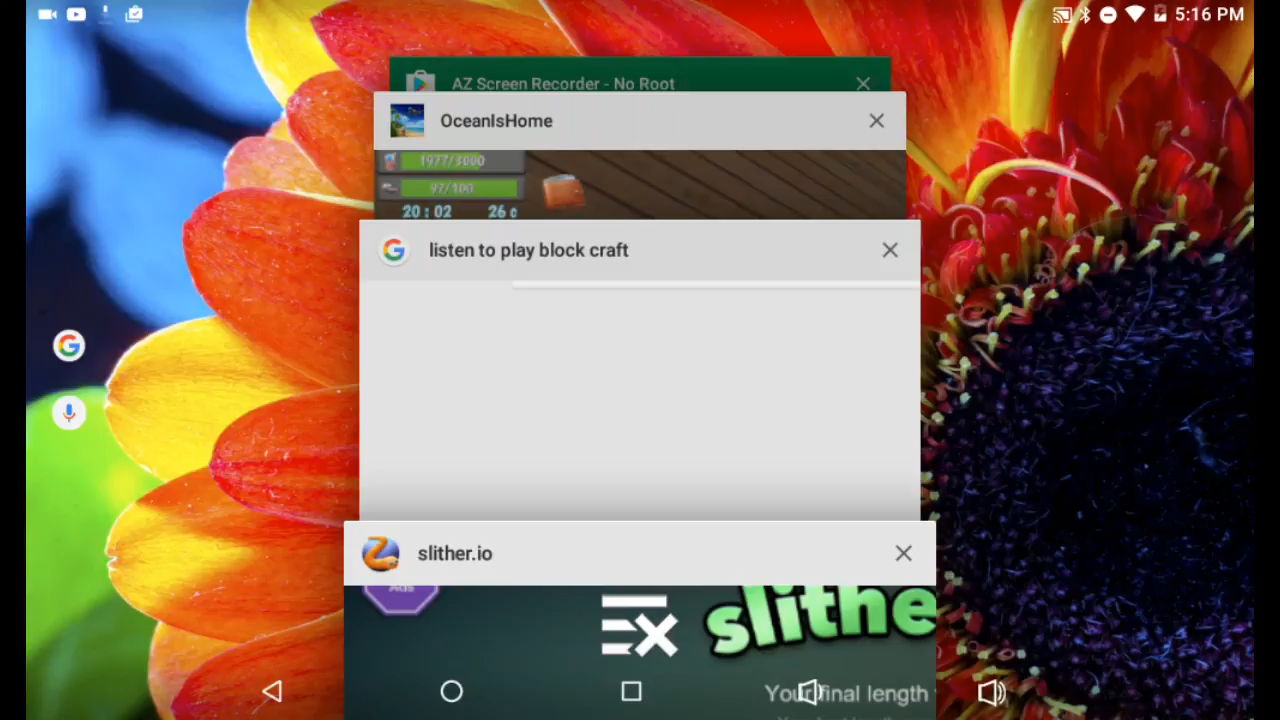 5:16 PM
AZ Screen Recorder - No Root
OceanIsHome
1977/3000
97/100
20 : 02 26 c
listen to play block craft
slither.io
Ads
slithe
Your final length